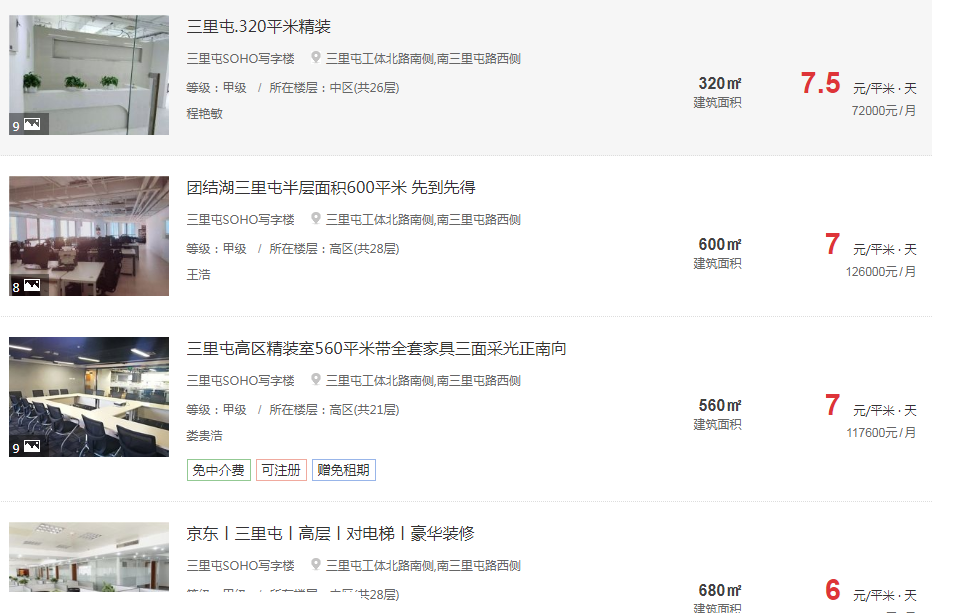 三里屯.320平米精装
三里屯SOHO写字楼 三里屯工体北路南侧,南三里屯路西侧
等级：甲级 / 所在楼层：中区(共26层)
程艳敏
9
320㎡
建筑面积
7.5 元/平米·天
72000元/月
团结湖三里屯半层面积600平米 先到先得
三里屯SOHO写字楼 三里屯工体北路南侧,南三里屯路西侧
等级：甲级 / 所在楼层：高区(共28层)
王浩
8
600㎡
建筑面积
7 元/平米·天
126000元/月
三里屯高区精装室560平米带全套家具三面采光正南向
三里屯SOHO写字楼 三里屯工体北路南侧,南三里屯路西侧
等级：甲级 / 所在楼层：高区(共21层)
娄贵浩
免中介费 可注册 赠免租期
9
560㎡
建筑面积
7 元/平米·天
117600元/月
京东丨三里屯丨高层丨对电梯丨豪华装修
三里屯SOHO写字楼 三里屯工体北路南侧,南三里屯路西侧
(共28层)
680㎡
建筑面积
6 元/平米·天